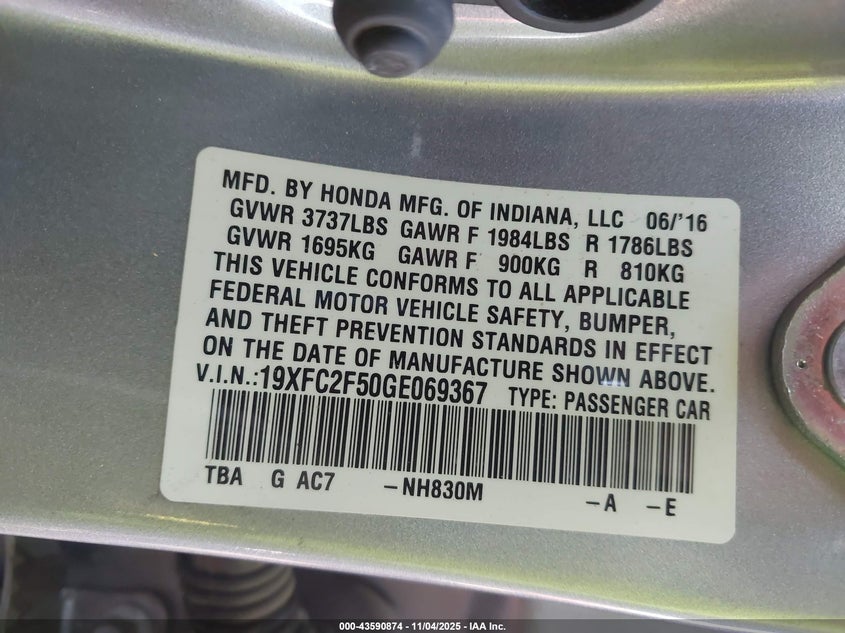 MFD. BY HONDA MFG. OF INDIANA, LLC 06/'16
GVWR 3737LBS GAWR F 1984LBS R 1786LBS
GVWR 1695KG GAWR F 900KG R 810KG
THIS VEHICLE CONFORMS TO ALL APPLICABLE
FEDERAL MOTOR VEHICLE SAFETY, BUMPER,
AND THEFT PREVENTION STANDARDS IN EFFECT
ON THE DATE OF MANUFACTURE SHOWN ABOVE.
V.I.N.:19XFC2F50GE069367 TYPE: PASSENGER CAR
TBA G AC7 -NH830M -A -E
000-43590874 | 11/04/2025 - IAA Inc.